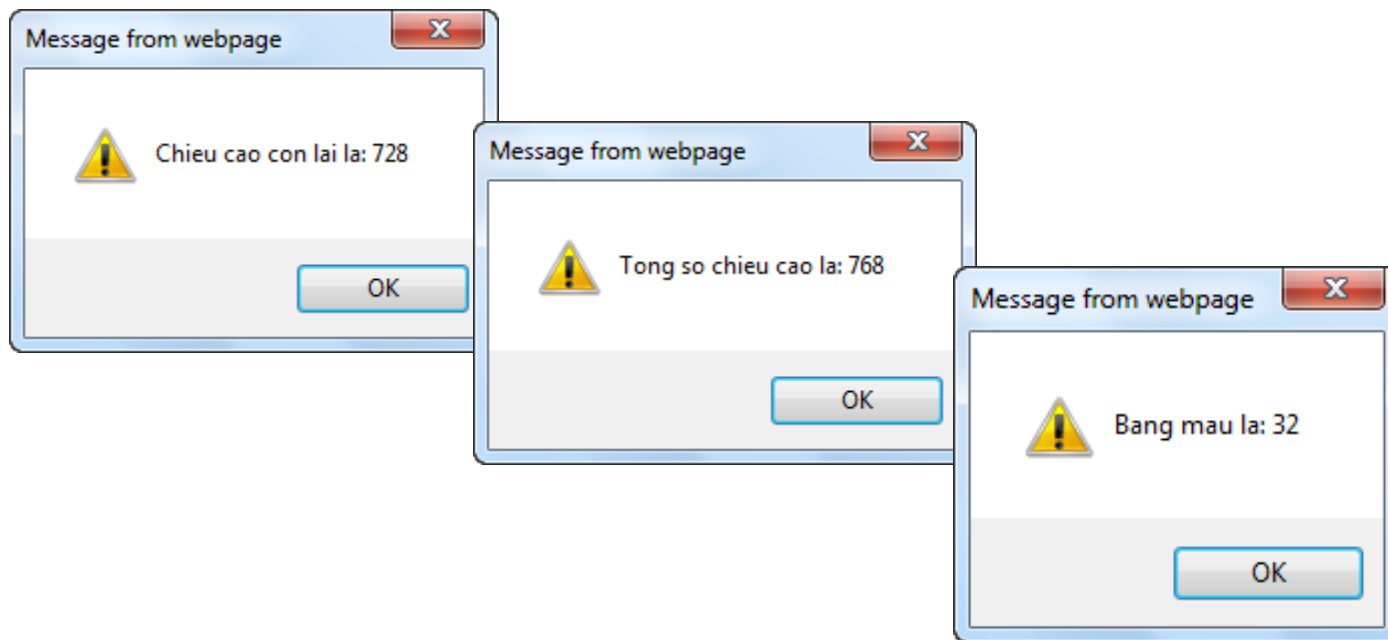 Message from webpage
Chieu cao con lai la: 728
OK
Message from webpage
Tong so chieu cao la: 768
OK
Message from webpage
Bang mau la: 32
OK